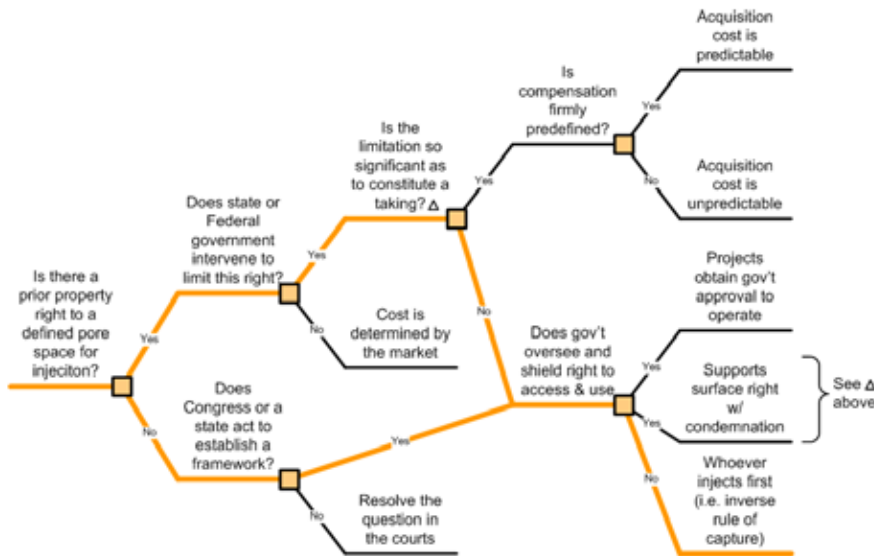 Is there a
prior property
right to a
defined pore
space for
injeciton?
Yes
No
Does state or
Federal
government
intervene to
limit this right?
Yes
No
Does
Congress or a
state act to
establish a
framework?
Yes
No
Is the
limitation so
significant as
to constitute a
taking? Δ
Yes
No
Cost is
determined by
the market
Resolve the
question in
the courts
Is
compensation
firmly
predefined?
Yes
No
Does gov't
oversee and
shield right to
access & use
Yes
Yes
No
Acquisition
cost is
predictable
Acquisition
cost is
unpredictable
Projects
obtain gov't
approval to
operate
Supports
surface right
w/
condemnation
See Δ
above
Whoever
injects first
(i.e. inverse
rule of
capture)